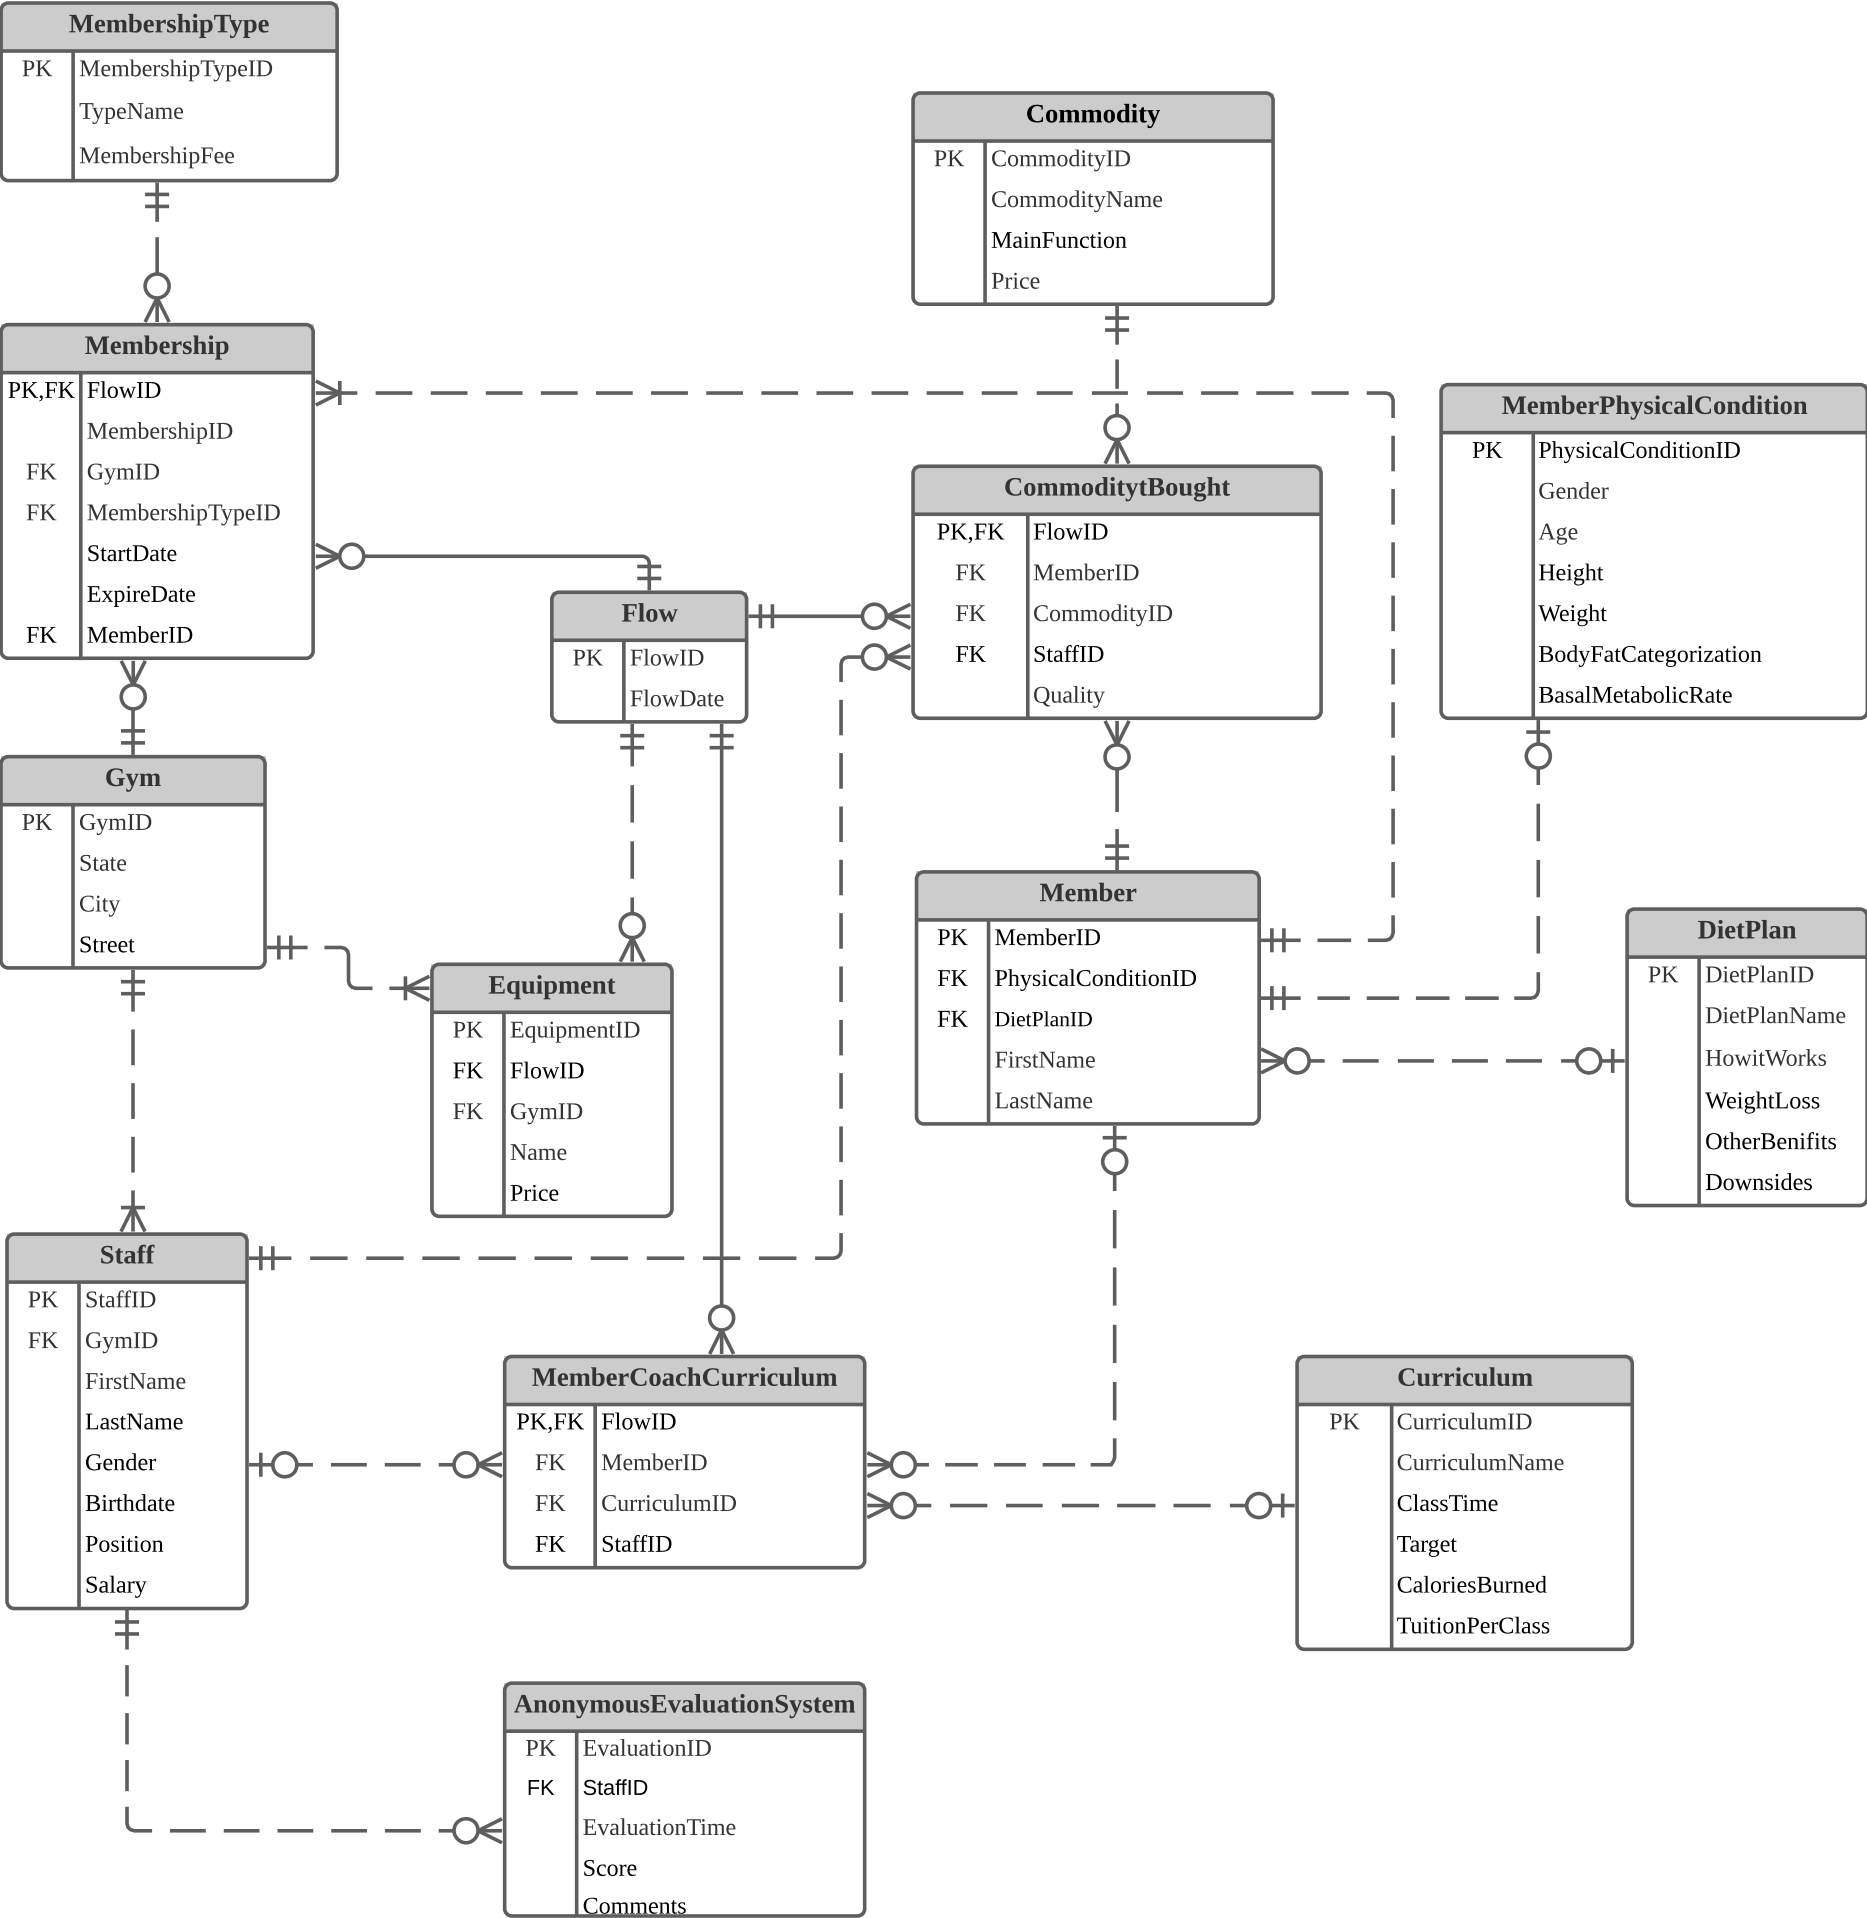 MembershipType
PK MembershipTypeID
TypeName
MembershipFee
Commodity
PK CommodityID
CommodityName
MainFunction
Price
Membership
PK,FK FlowID
MembershipID
FK GymID
FK MembershipTypeID
StartDate
ExpireDate
FK MemberID
MemberPhysicalCondition
PK PhysicalConditionID
Gender
Age
Height
Weight
BodyFatCategorization
BasalMetabolicRate
CommoditytBought
PK,FK FlowID
FK MemberID
FK CommodityID
FK StaffID
Quality
Flow
PK FlowID
FlowDate
Gym
PK GymID
State
City
Street
Member
PK MemberID
FK PhysicalConditionID
FK DietPlanID
FirstName
LastName
DietPlan
PK DietPlanID
DietPlanName
HowitWorks
WeightLoss
OtherBenifits
Downsides
Equipment
PK EquipmentID
FK FlowID
FK GymID
Name
Price
Staff
PK StaffID
FK GymID
FirstName
LastName
Gender
Birthdate
Position
Salary
MemberCoachCurriculum
PK,FK FlowID
FK MemberID
FK CurriculumID
FK StaffID
Curriculum
PK CurriculumID
CurriculumName
ClassTime
Target
CaloriesBurned
TuitionPerClass
AnonymousEvaluationSystem
PK EvaluationID
FK StaffID
EvaluationTime
Score
Comments